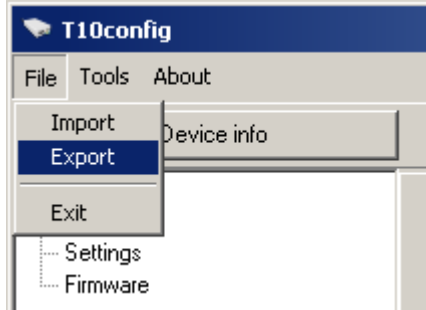 T10config
File Tools About
Import
Device info
Export
Exit
Settings
Firmware